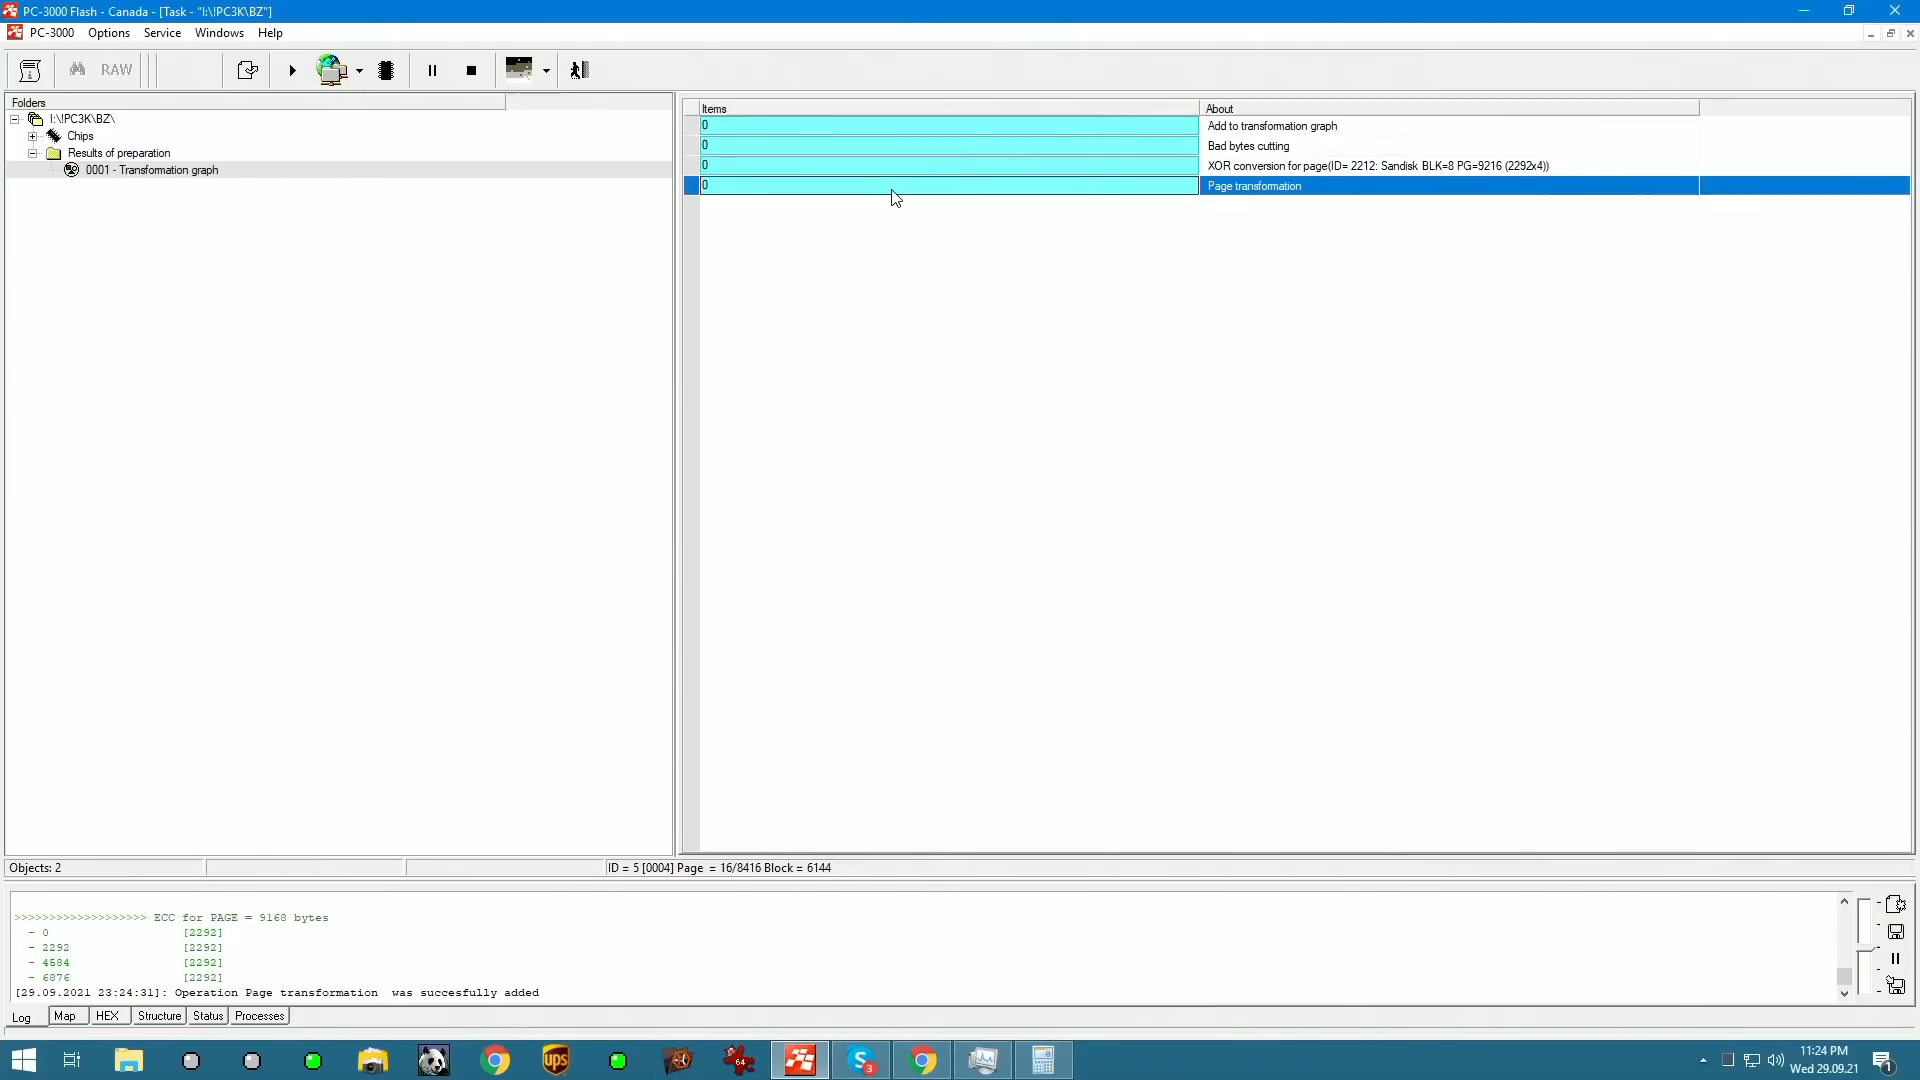 PC-3000 Flash - Canada - [Task - "I:\!PC3K\BZ"]
PC-3000 Options Service Windows Help
RAW
Folders
I:\!PC3K\BZ\
Chips
Results of preparation
0001 - Transformation graph
Items About
0 Add to transformation graph
0 Bad bytes cutting
0 XOR conversion for page(ID= 2212: Sandisk BLK=8 PG=9216 (2292x4))
0 Page transformation
Objects: 2 ID = 5 [0004] Page = 16/8416 Block = 6144
>>>>>>>>>>>>>>>>>>> ECC for PAGE = 9168 bytes
- 0 [2292]
- 2292 [2292]
- 4584 [2292]
- 6876 [2292]
[29.09.2021 23:24:31]: Operation Page transformation was succesfully added
Log Map HEX Structure Status Processes
ups 64 S 3
11:24 PM
Wed 29.09.21
1